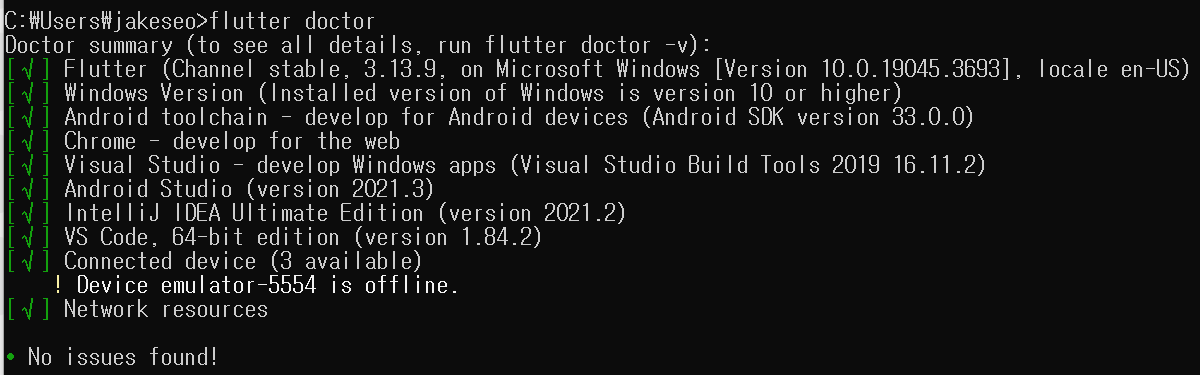 C:₩Users₩jakeseo>flutter doctor
Doctor summary (to see all details, run flutter doctor -v):
[√] Flutter (Channel stable, 3.13.9, on Microsoft Windows [Version 10.0.19045.3693], locale en-US)
[√] Windows Version (Installed version of Windows is version 10 or higher)
[√] Android toolchain - develop for Android devices (Android SDK version 33.0.0)
[√] Chrome - develop for the web
[√] Visual Studio - develop Windows apps (Visual Studio Build Tools 2019 16.11.2)
[√] Android Studio (version 2021.3)
[√] IntelliJ IDEA Ultimate Edition (version 2021.2)
[√] VS Code, 64-bit edition (version 1.84.2)
[√] Connected device (3 available)
! Device emulator-5554 is offline.
[√] Network resources
• No issues found!